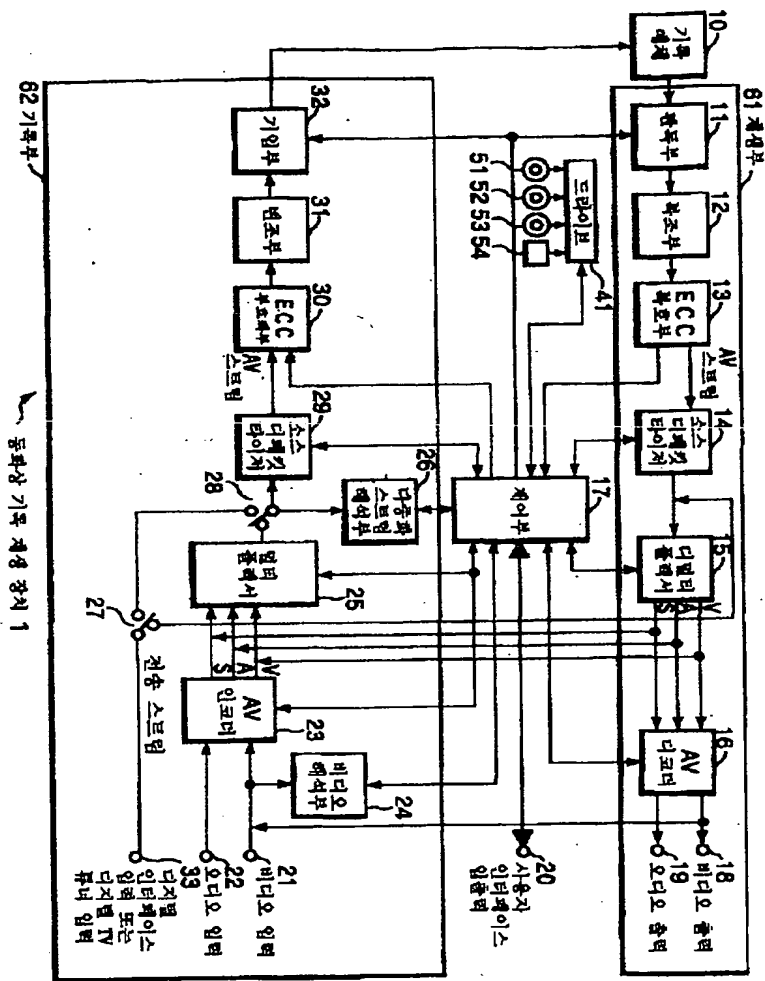 61 재생부
10
기록
매체
11
판독부
12
복조부
13
ECC
복호부
AV
스트림
14
소스
디패킷
타이저
15
디멀티
플렉서
V
A
S
16
AV
디코더
18
비디오 출력
19
오디오 출력
51
52
53
54
드라이브
41
17
제어부
20
사용자
인터페이스
입출력
62 기록부
32
기입부
31
변조부
30
ECC
부호화부
AV
스트림
29
소스
디패킷
타이저
28
26
다중화
스트림
해석부
25
멀티
플렉서
27
V
A
S
전송 스트림
23
AV
인코더
24
비디오
해석부
21
비디오 입력
22
오디오 입력
33
디지털
인터페이스
입력 또는
디지털 TV
튜너 입력
동화상 기록 재생 장치 1